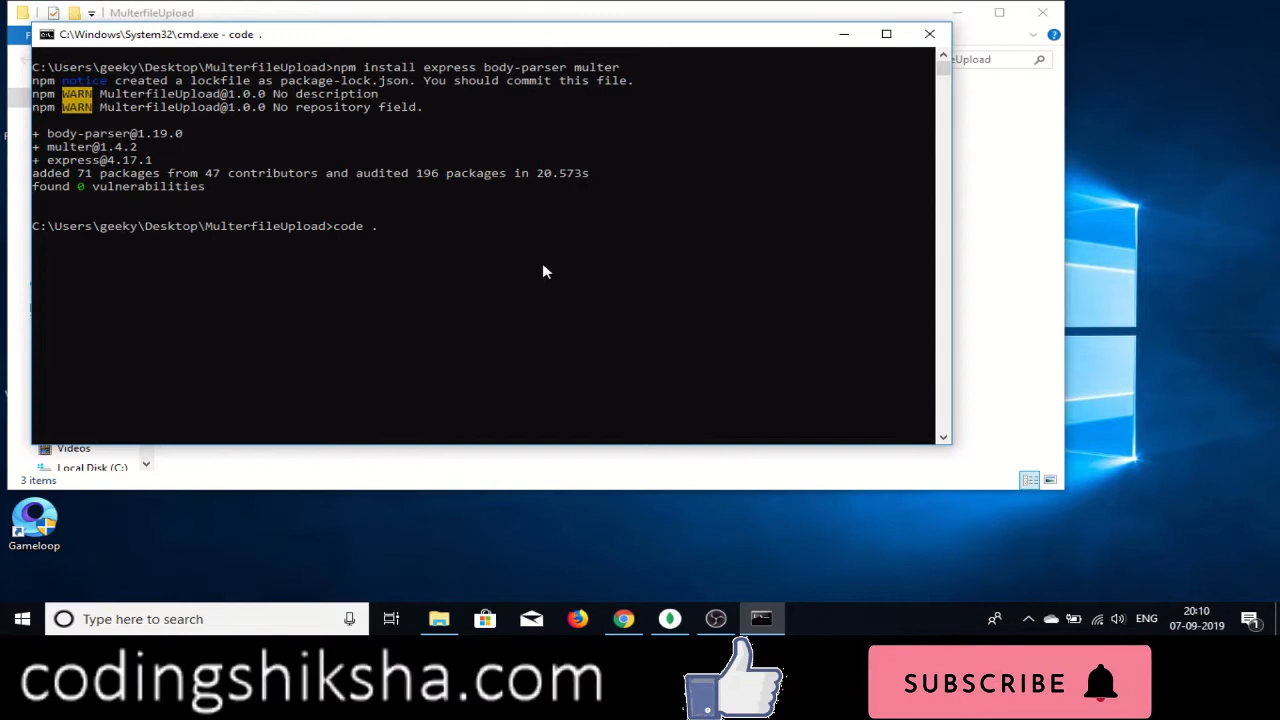 MulterfileUpload
C:\Windows\System32\cmd.exe - code .
C:\Users\geeky\Desktop\MulterfileUpload>npm install express body-parser multer
npm notice created a lockfile as package-lock.json. You should commit this file.
npm WARN MulterfileUpload@1.0.0 No description
npm WARN MulterfileUpload@1.0.0 No repository field.
+ body-parser@1.19.0
+ multer@1.4.2
+ express@4.17.1
added 71 packages from 47 contributors and audited 196 packages in 20.573s
found 0 vulnerabilities
C:\Users\geeky\Desktop\MulterfileUpload>code .
Videos
Local Disk (C:)
3 items
Gameloop
Type here to search
ENG
20:10
07-09-2019
1
codingshiksha.com
SUBSCRIBE